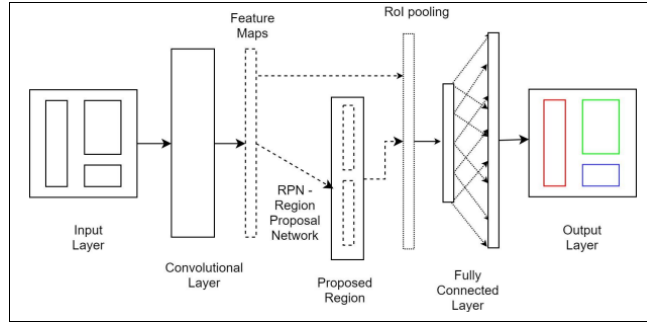 Feature
Maps
RoI pooling
RPN -
Region
Proposal
Network
Input
Layer
Convolutional
Layer
Proposed
Region
Fully
Connected
Layer
Output
Layer